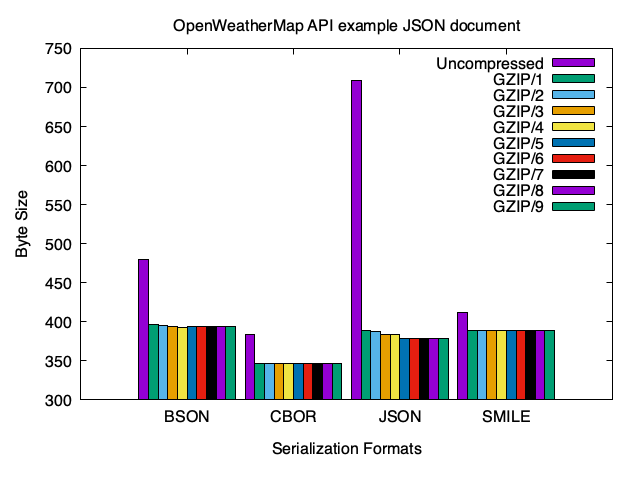 OpenWeatherMap API example JSON document
750
700
650
600
550
500
450
400
350
300
Byte Size
Uncompressed
GZIP/1
GZIP/2
GZIP/3
GZIP/4
GZIP/5
GZIP/6
GZIP/7
GZIP/8
GZIP/9
BSON CBOR JSON SMILE
Serialization Formats